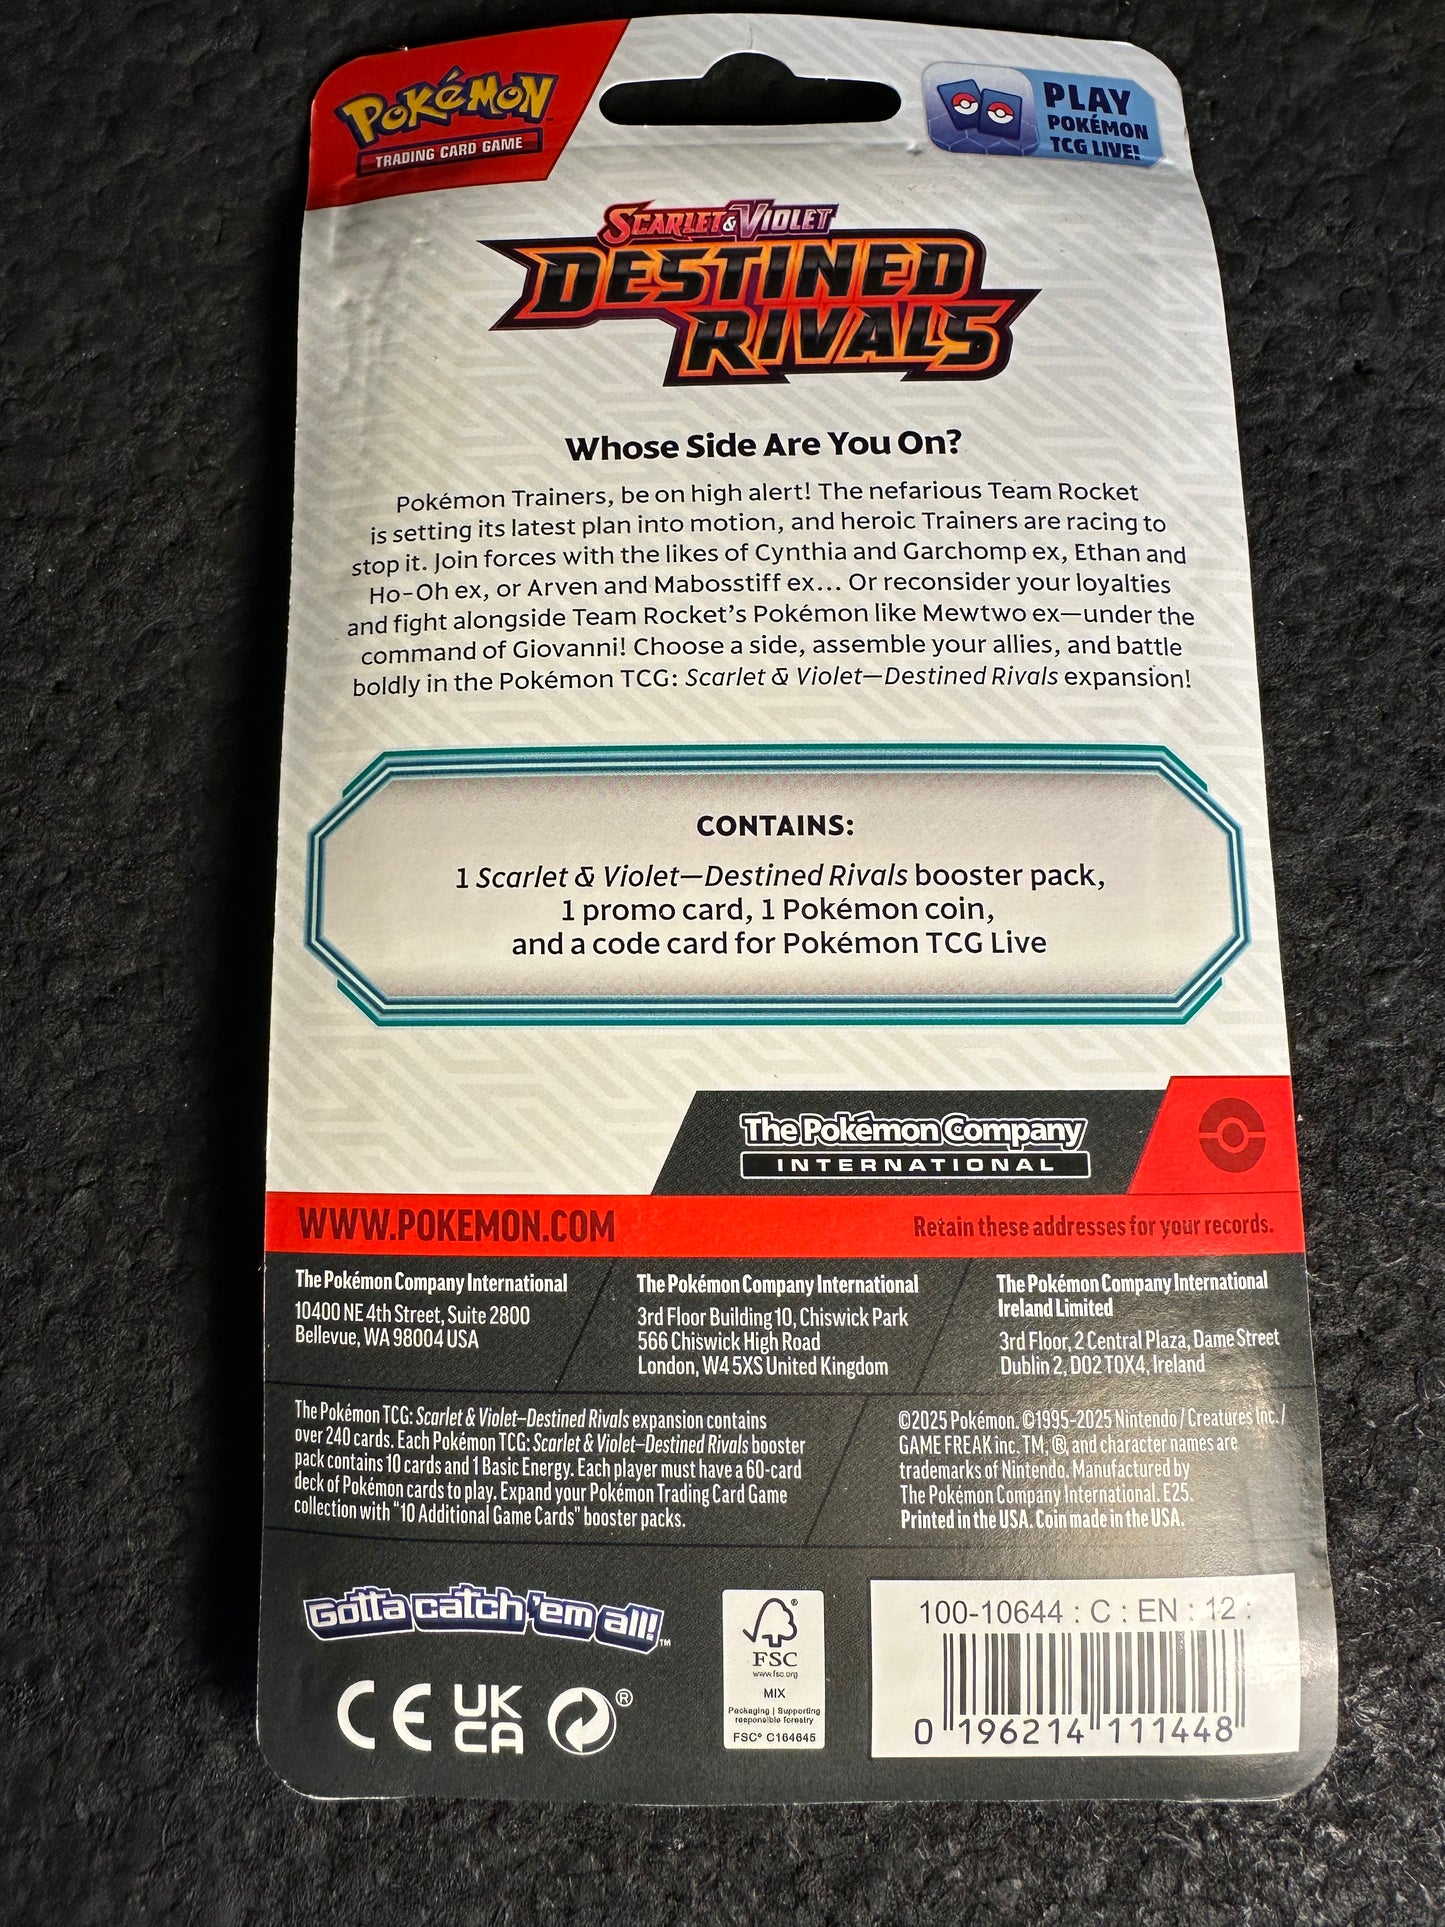 POKéMON
TRADING CARD GAME
PLAY
POKÉMON
TCG LIVE!
SCARLET & VIOLET
DESTINED
RIVALS
Whose Side Are You On?
Pokémon Trainers, be on high alert! The nefarious Team Rocket
is setting its latest plan into motion, and heroic Trainers are racing to
stop it. Join forces with the likes of Cynthia and Garchomp ex, Ethan and
Ho-Oh ex, or Arven and Mabosstiff ex... Or reconsider your loyalties
and fight alongside Team Rocket's Pokémon like Mewtwo ex—under the
command of Giovanni! Choose a side, assemble your allies, and battle
boldly in the Pokémon TCG: Scarlet & Violet—Destined Rivals expansion!
CONTAINS:
1 Scarlet & Violet—Destined Rivals booster pack,
1 promo card, 1 Pokémon coin,
and a code card for Pokémon TCG Live
The Pokémon Company
INTERNATIONAL
WWW.POKEMON.COM
Retain these addresses for your records.
The Pokémon Company International
10400 NE 4th Street, Suite 2800
Bellevue, WA 98004 USA
The Pokémon Company International
3rd Floor Building 10, Chiswick Park
566 Chiswick High Road
London, W4 5XS United Kingdom
The Pokémon Company International
Ireland Limited
3rd Floor, 2 Central Plaza, Dame Street
Dublin 2, D02 T0X4, Ireland
The Pokémon TCG: Scarlet & Violet—Destined Rivals expansion contains
over 240 cards. Each Pokémon TCG: Scarlet & Violet—Destined Rivals booster
pack contains 10 cards and 1 Basic Energy. Each player must have a 60-card
deck of Pokémon cards to play. Expand your Pokémon Trading Card Game
collection with "10 Additional Game Cards" booster packs.
©2025 Pokémon. ©1995–2025 Nintendo / Creatures Inc. /
GAME FREAK inc. TM, ®, and character names are
trademarks of Nintendo. Manufactured by
The Pokémon Company International. E25.
Printed in the USA. Coin made in the USA.
Gotta catch 'em all!™
CE
UK
CA
®
FSC
www.fsc.org
MIX
Packaging | Supporting
responsible forestry
FSC® C164645
100-10644 : C : EN : 12 :
0 196214 111448